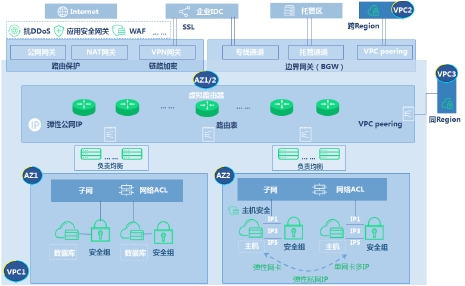 Internet
企业IDC
托管区
VPC2
跨Region
抗DDoS
应用安全网关
WAF
... ...
SSL
公网网关
NAT网关
VPN网关
专线通道
托管通道
VPC peering
路由保护
链路加密
边界网关（BGW）
AZ1/2
虚拟路由器
VPC3
同Region
... ...
... ...
IP
弹性公网IP
路由表
VPC peering
... ...
... ...
负责均衡
负责均衡
AZ1
子网
网络ACL
数据库
安全组
数据库
安全组
AZ2
子网
网络ACL
主机安全
IP1
IP3
IP5
主机
安全组
IP1
IP3
IP5
主机
安全组
弹性网卡
单网卡多IP
弹性私网IP
VPC1